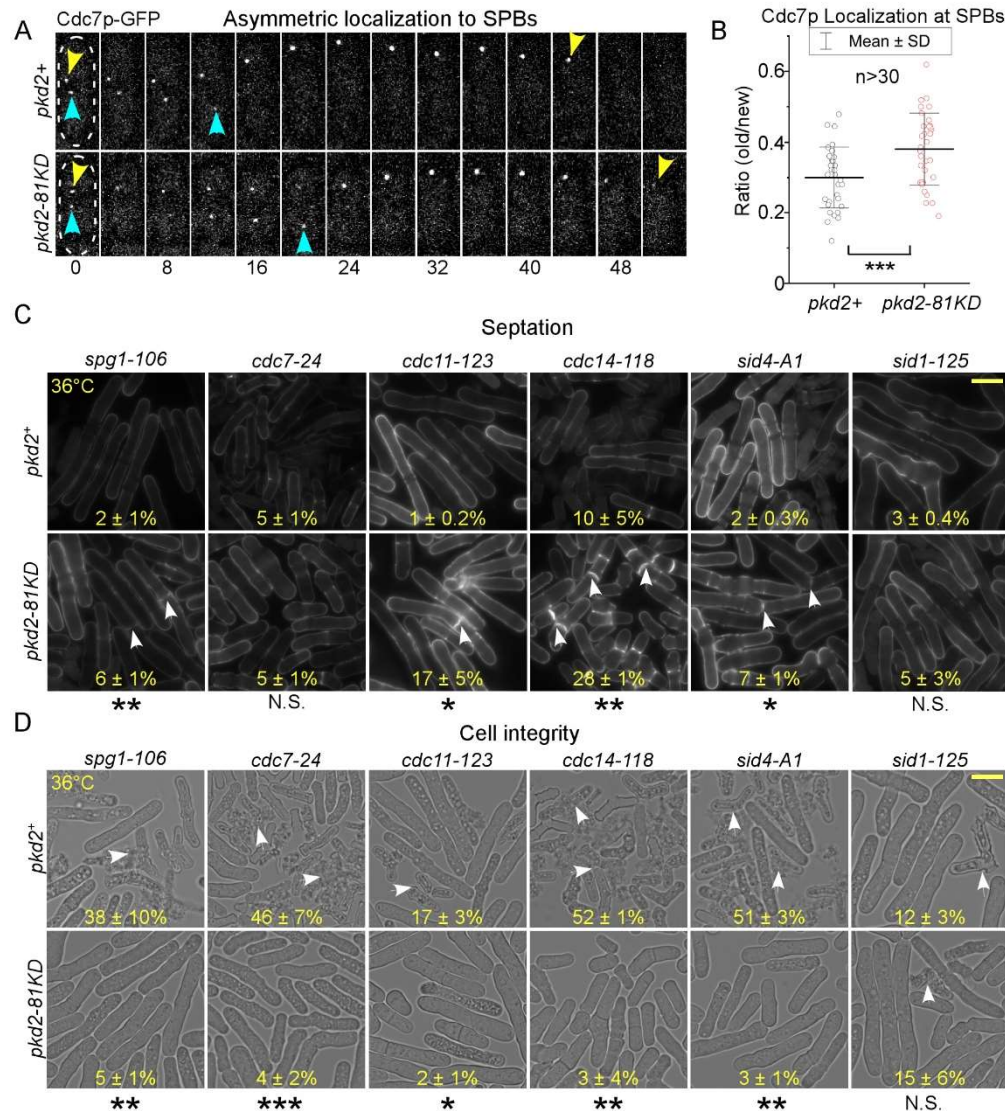 A
Cdc7p-GFP
Asymmetric localization to SPBs
pkd2+
pkd2-81KD
0 8 16 24 32 40 48
B
Cdc7p Localization at SPBs
Mean ± SD
n>30
Ratio (old/new)
0.6
0.4
0.2
0
***
pkd2+ pkd2-81KD
C
Septation
spg1-106 cdc7-24 cdc11-123 cdc14-118 sid4-A1 sid1-125
36°C
pkd2+
2 ± 1% 5 ± 1% 1 ± 0.2% 10 ± 5% 2 ± 0.3% 3 ± 0.4%
pkd2-81KD
6 ± 1% 5 ± 1% 17 ± 5% 28 ± 1% 7 ± 1% 5 ± 3%
** N.S. * ** * N.S.
D
Cell integrity
spg1-106 cdc7-24 cdc11-123 cdc14-118 sid4-A1 sid1-125
36°C
pkd2+
38 ± 10% 46 ± 7% 17 ± 3% 52 ± 1% 51 ± 3% 12 ± 3%
pkd2-81KD
5 ± 1% 4 ± 2% 2 ± 1% 3 ± 4% 3 ± 1% 15 ± 6%
** *** * ** ** N.S.